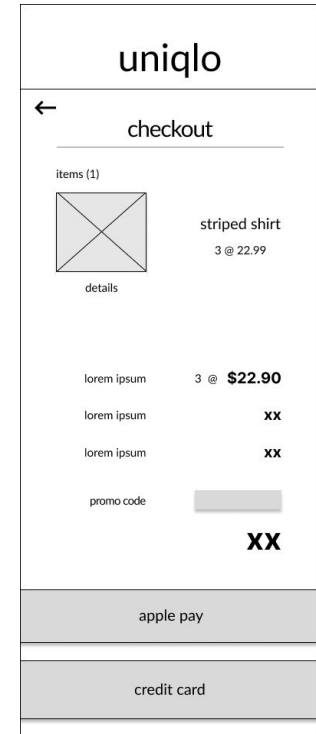 uniqlo
←
checkout
items (1)
striped shirt
3 @ 22.99
details
lorem ipsum 3 @ $22.90
lorem ipsum xx
lorem ipsum xx
promo code
xx
apple pay
credit card